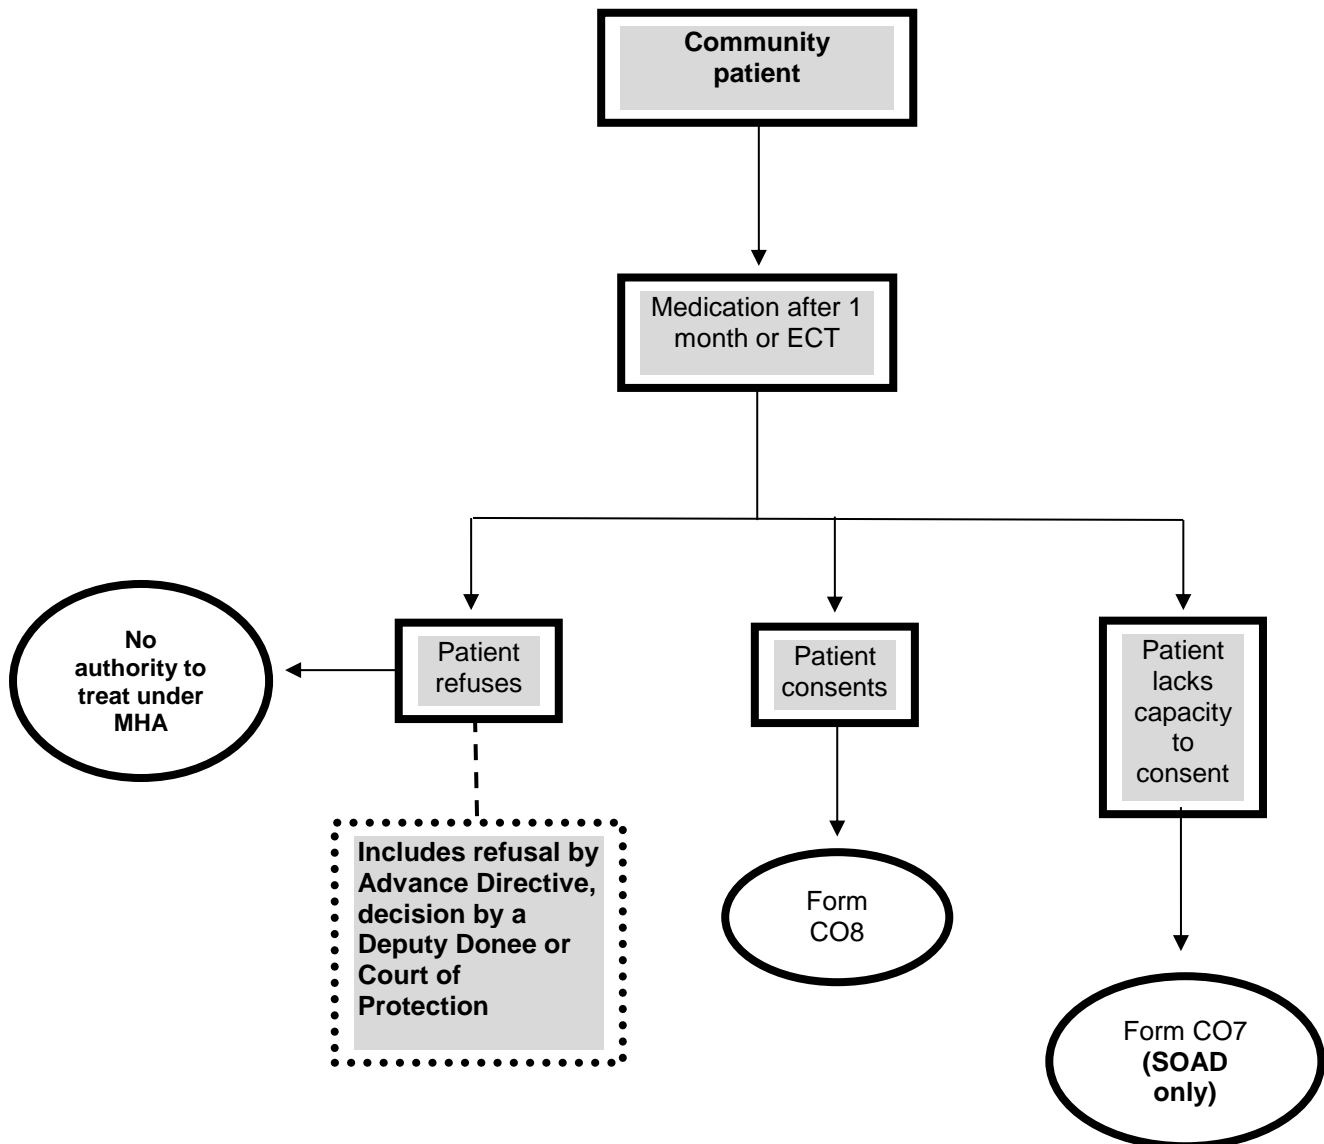 Community
patient
Medication after 1
month or ECT
No
authority to
treat under
MHA
Patient
refuses
Patient
consents
Patient
lacks
capacity
to
consent
Includes refusal by
Advance Directive,
decision by a
Deputy Donee or
Court of
Protection
Form
CO8
Form CO7
(SOAD
only)